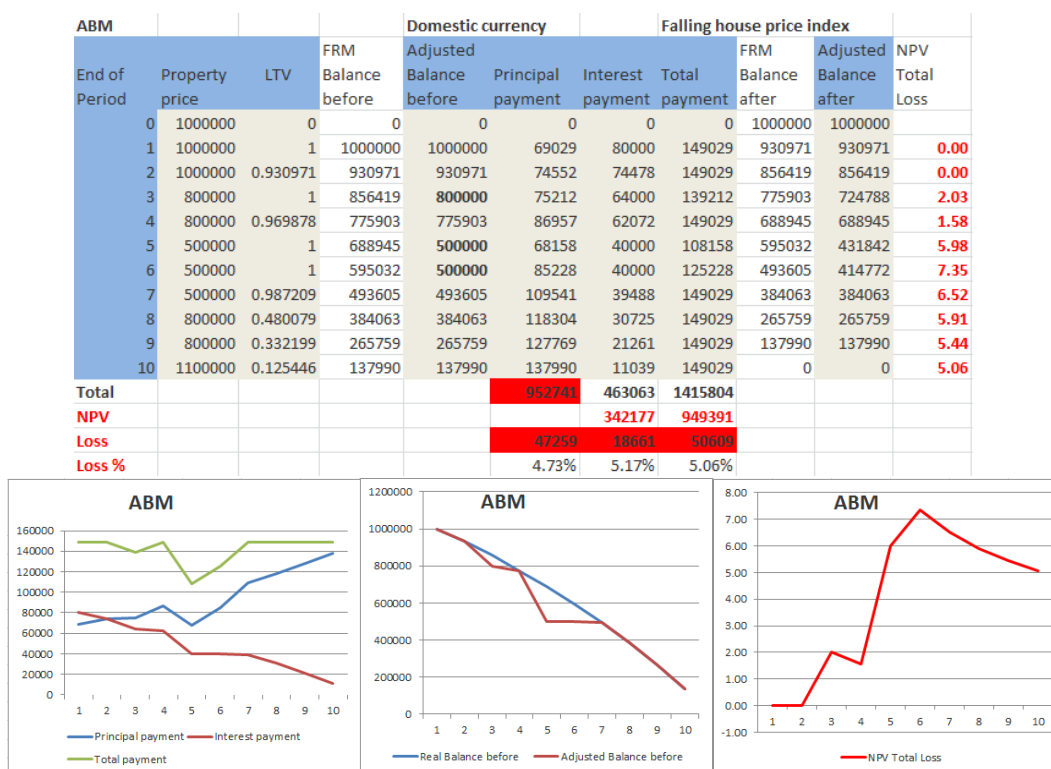 ABM Domestic currency Falling house price index
FRM Adjusted FRM Adjusted NPV
End of Property LTV Balance Balance Principal Interest Total Balance Balance Total
Period price before before payment payment payment after after Loss
0 1000000 0 0 0 0 0 0 1000000 1000000
1 1000000 1 1000000 1000000 69029 80000 149029 930971 930971 0.00
2 1000000 0.930971 930971 930971 74552 74478 149029 856419 856419 0.00
3 800000 1 856419 800000 75212 64000 139212 775903 724788 2.03
4 800000 0.969878 775903 775903 86957 62072 149029 688945 688945 1.58
5 500000 1 688945 500000 68158 40000 108158 595032 431842 5.98
6 500000 1 595032 500000 85228 40000 125228 493605 414772 7.35
7 500000 0.987209 493605 493605 109541 39488 149029 384063 384063 6.52
8 800000 0.480079 384063 384063 118304 30725 149029 265759 265759 5.91
9 800000 0.332199 265759 265759 127769 21261 149029 137990 137990 5.44
10 1100000 0.125446 137990 137990 137990 11039 149029 0 0 5.06
Total 952741 463063 1415804
NPV 342177 949391
Loss 47259 18661 50609
Loss % 4.73% 5.17% 5.06%
ABM
160000
140000
120000
100000
80000
60000
40000
20000
0
1 2 3 4 5 6 7 8 9 10
Principal payment Interest payment
Total payment
ABM
1200000
1000000
800000
600000
400000
200000
0
1 2 3 4 5 6 7 8 9 10
Real Balance before Adjusted Balance before
ABM
8.00
7.00
6.00
5.00
4.00
3.00
2.00
1.00
0.00
-1.00
1 2 3 4 5 6 7 8 9 10
NPV Total Loss